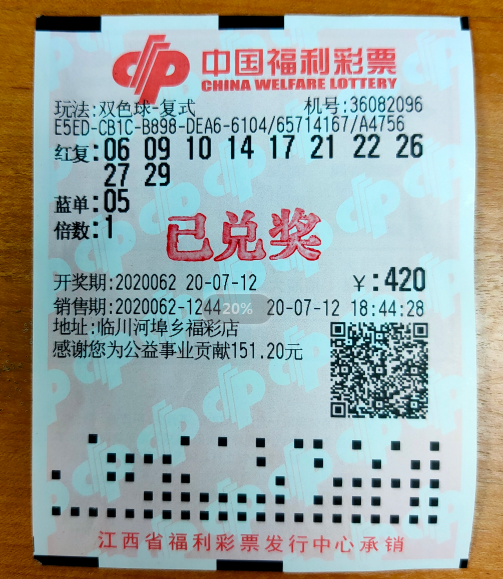 中国福利彩票
CHINA WELFARE LOTTERY
玩法:双色球-复式 机号:36082096
E5ED-CB1C-B898-DEA6-6104/65714167/A4756
红复:06 09 10 14 17 21 22 26
27 29
蓝单:05
倍数:1
已兑奖
开奖期:2020062 20-07-12 ¥:420
销售期:2020062-1244 20-07-12 18:44:28
20%
地址:临川河埠乡福彩店
感谢您为公益事业贡献151.20元
江西省福利彩票发行中心承销